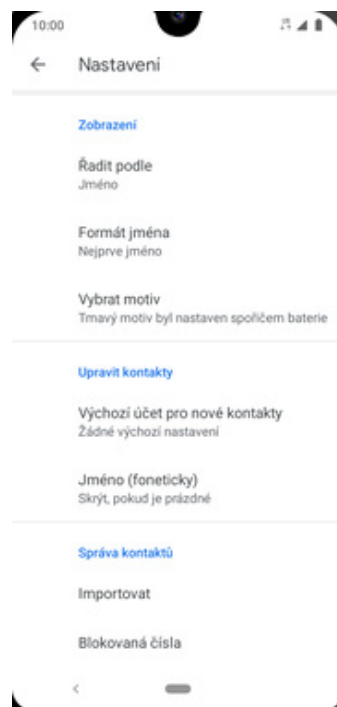 10:00
Nastavení
Zobrazení
Řadit podle
Jméno
Formát jména
Nejprve jméno
Vybrat motiv
Tmavý motiv byl nastaven spořičem baterie
Upravit kontakty
Výchozí účet pro nové kontakty
Žádné výchozí nastavení
Jméno (foneticky)
Skrýt, pokud je prázdné
Správa kontaktů
Importovat
Blokovaná čísla